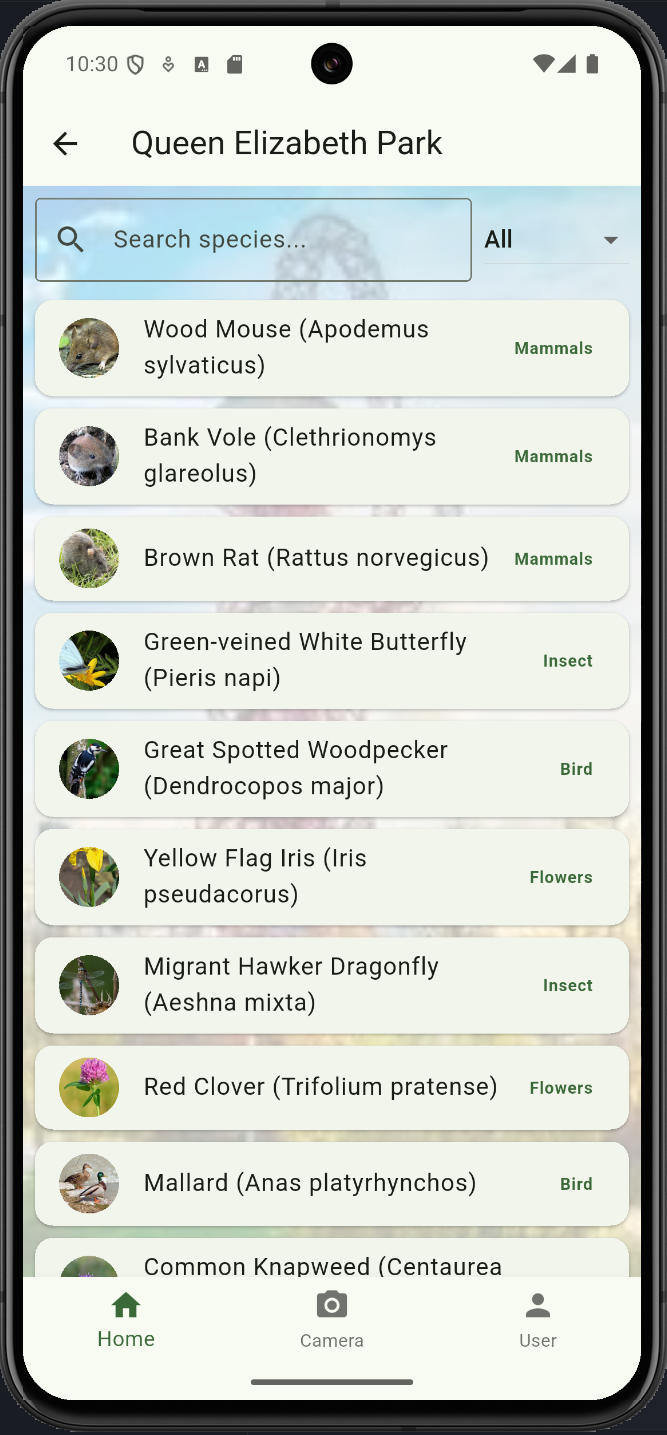 10:30
Queen Elizabeth Park
Search species...
All
Wood Mouse (Apodemus
sylvaticus)
Mammals
Bank Vole (Clethrionomys
glareolus)
Mammals
Brown Rat (Rattus norvegicus)
Mammals
Green-veined White Butterfly
(Pieris napi)
Insect
Great Spotted Woodpecker
(Dendrocopos major)
Bird
Yellow Flag Iris (Iris
pseudacorus)
Flowers
Migrant Hawker Dragonfly
(Aeshna mixta)
Insect
Red Clover (Trifolium pratense)
Flowers
Mallard (Anas platyrhynchos)
Bird
Common Knapweed (Centaurea
Home
Camera
User